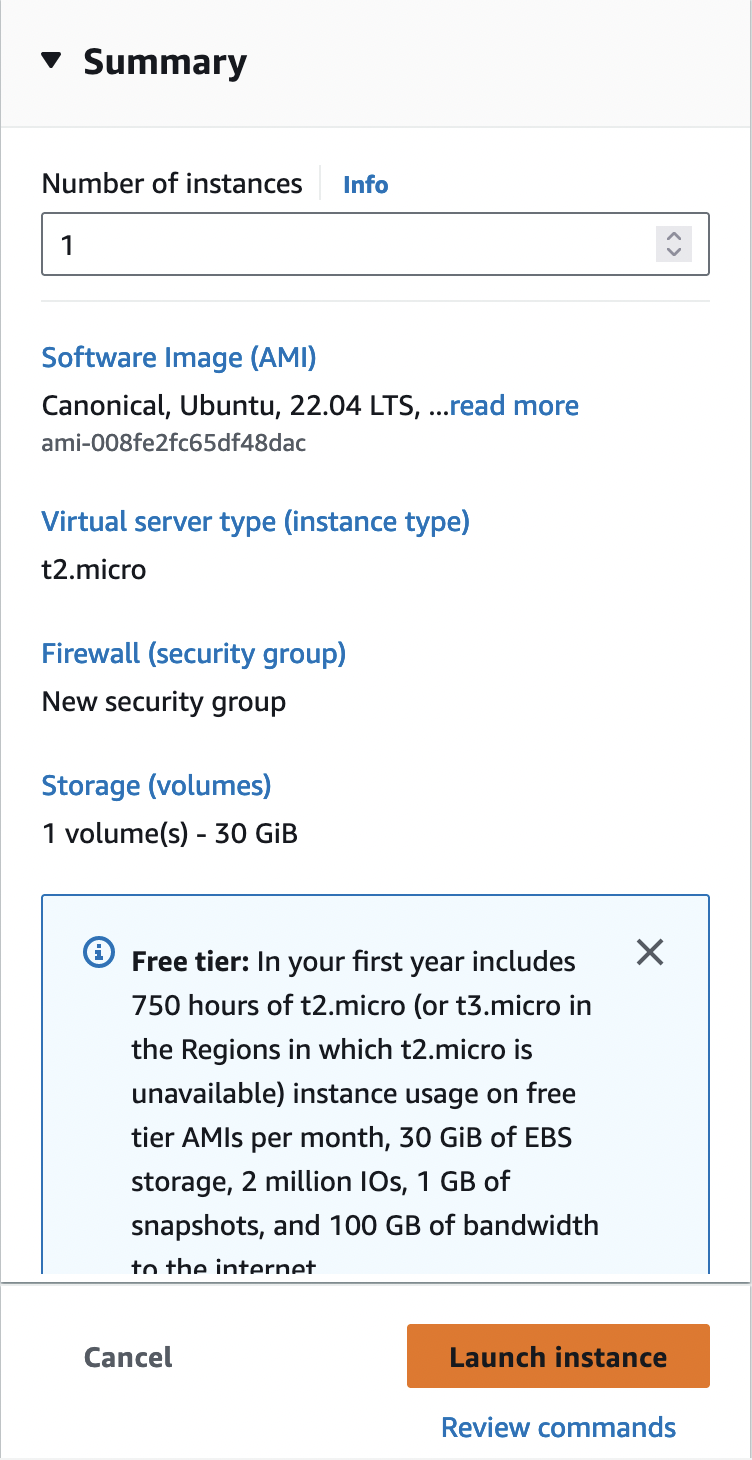 Summary
Number of instances Info
1
Software Image (AMI)
Canonical, Ubuntu, 22.04 LTS, ...read more
ami-008fe2fc65df48dac
Virtual server type (instance type)
t2.micro
Firewall (security group)
New security group
Storage (volumes)
1 volume(s) - 30 GiB
Free tier: In your first year includes
750 hours of t2.micro (or t3.micro in
the Regions in which t2.micro is
unavailable) instance usage on free
tier AMIs per month, 30 GiB of EBS
storage, 2 million IOs, 1 GB of
snapshots, and 100 GB of bandwidth
to the internet
Cancel Launch instance
Review commands